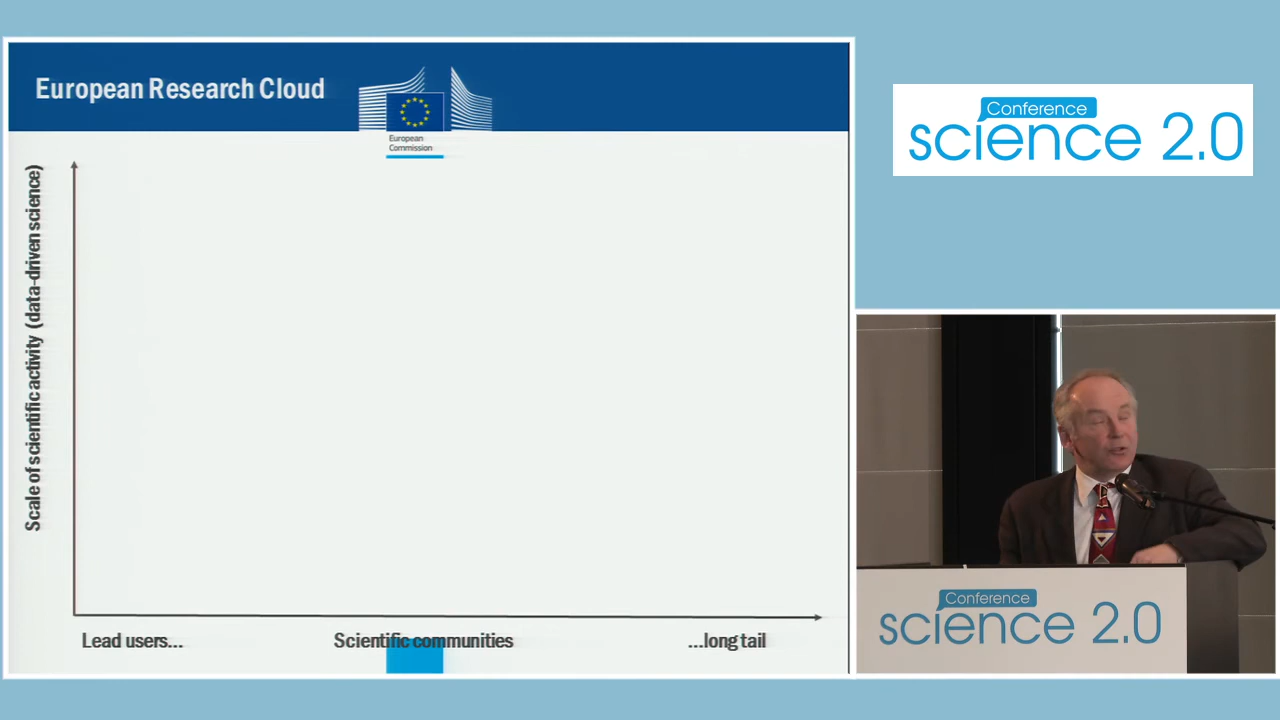 European Research Cloud
European
Commission
Scale of scientific activity (data-driven science)
Lead users...
Scientific communities
...long tail
Conference
science 2.0
Conference
science 2.0